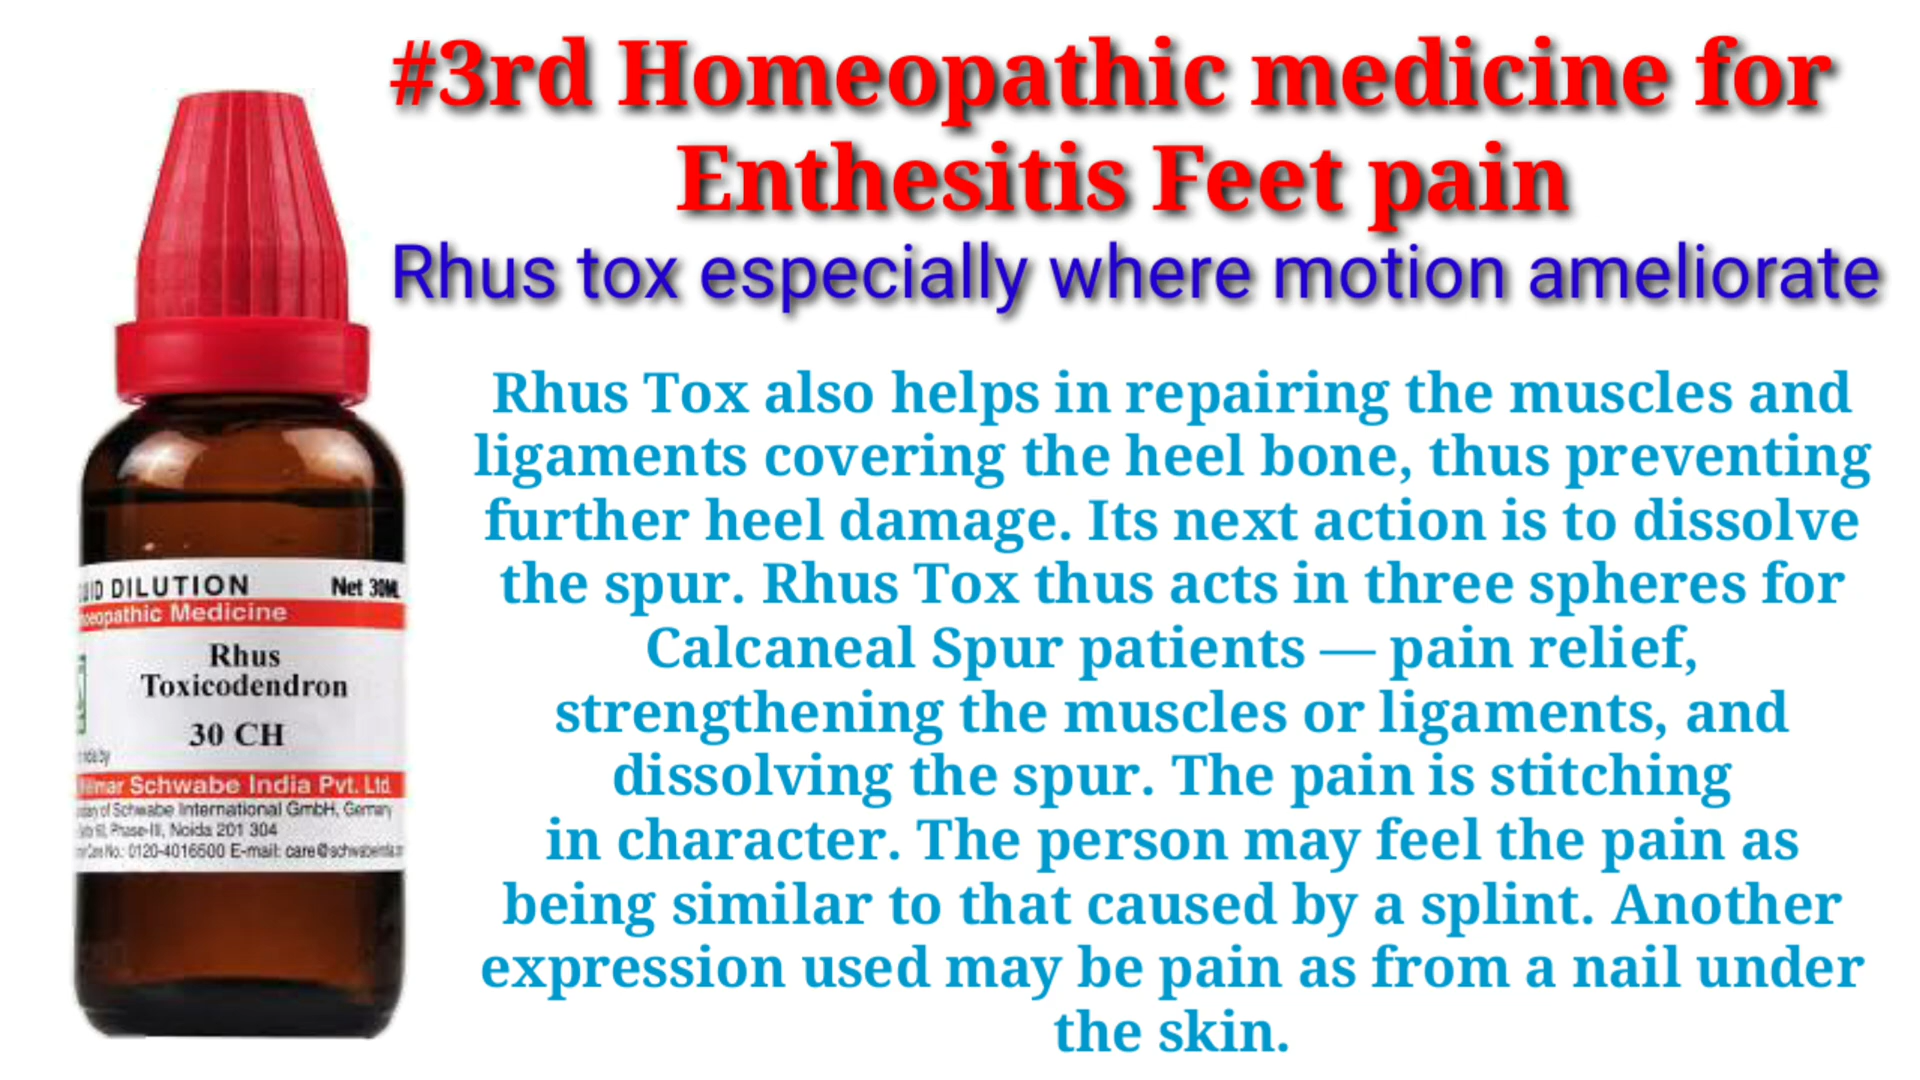 #3rd Homeopathic medicine for
Enthesitis Feet pain
Rhus tox especially where motion ameliorate
Rhus Tox also helps in repairing the muscles and
ligaments covering the heel bone, thus preventing
further heel damage. Its next action is to dissolve
the spur. Rhus Tox thus acts in three spheres for
Calcaneal Spur patients — pain relief,
strengthening the muscles or ligaments, and
dissolving the spur. The pain is stitching
in character. The person may feel the pain as
being similar to that caused by a splint. Another
expression used may be pain as from a nail under
the skin.
DILUTION Net 30ML
Medicine
Rhus
Toxicodendron
30 CH
Schwabe India Pvt. Ltd.
of Schwabe International GmbH, Germany
Phase-III, Noida 201 304
No.: 0120-4016500 E-mail: care@schwabeindia